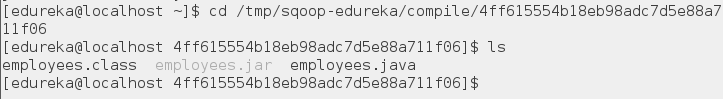 [edureka@localhost ~]$ cd /tmp/sqoop-edureka/compile/4ff615554b18eb98adc7d5e88a7
11f06
[edureka@localhost 4ff615554b18eb98adc7d5e88a711f06]$ ls
employees.class  employees.jar  employees.java
[edureka@localhost 4ff615554b18eb98adc7d5e88a711f06]$